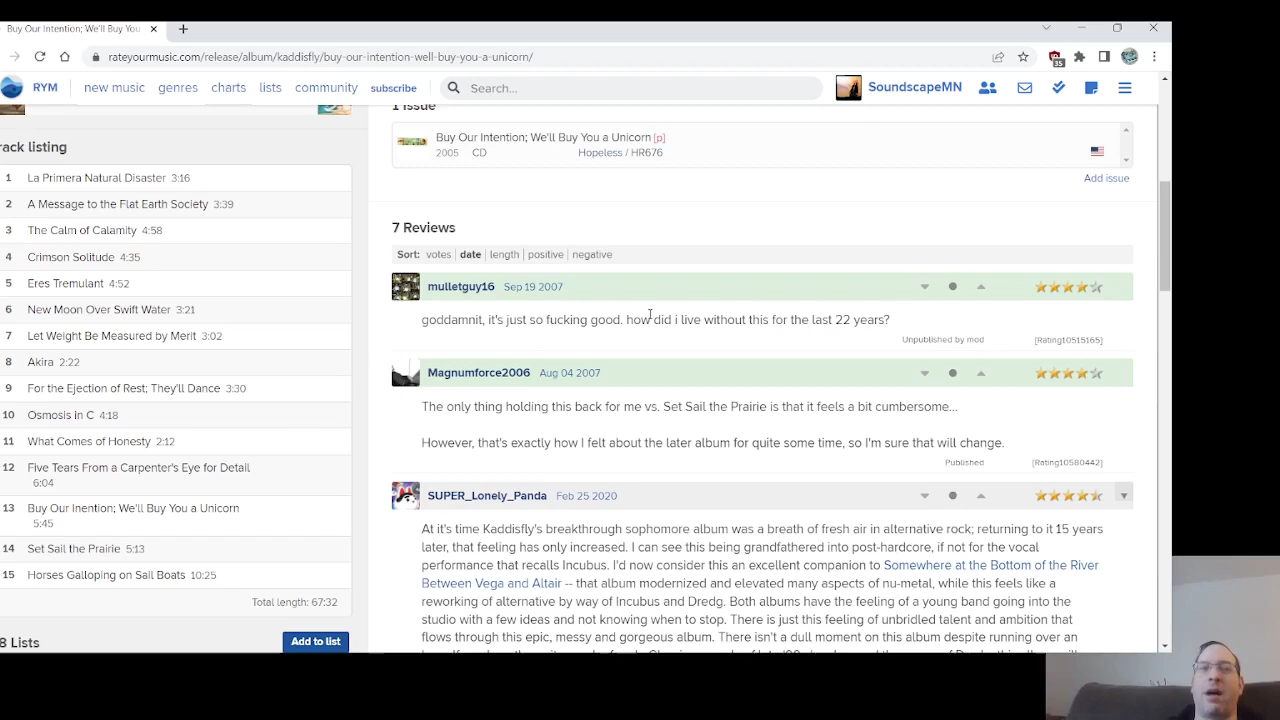 Buy Our Intention; We'll Buy You
rateyourmusic.com/release/album/kaddisfly/buy-our-intention-well-buy-you-a-unicorn/
35
RYM new music genres charts lists community subscribe Search... SoundscapeMN
1 Issue
Buy Our Intention; We'll Buy You a Unicorn [p]
2005 CD Hopeless / HR676
Add issue
rack listing
1 La Primera Natural Disaster 3:16
2 A Message to the Flat Earth Society 3:39
3 The Calm of Calamity 4:58
4 Crimson Solitude 4:35
5 Eres Tremulant 4:52
6 New Moon Over Swift Water 3:21
7 Let Weight Be Measured by Merit 3:02
8 Akira 2:22
9 For the Ejection of Rest; They'll Dance 3:30
10 Osmosis in C 4:18
11 What Comes of Honesty 2:12
12 Five Tears From a Carpenter's Eye for Detail
6:04
13 Buy Our Inention; We'll Buy You a Unicorn
5:45
14 Set Sail the Prairie 5:13
15 Horses Galloping on Sail Boats 10:25
Total length: 67:32
8 Lists
Add to list
7 Reviews
Sort: votes | date | length | positive | negative
mulletguy16 Sep 19 2007
goddamnit, it's just so fucking good. how did i live without this for the last 22 years?
Unpublished by mod [Rating10515165]
Magnumforce2006 Aug 04 2007
The only thing holding this back for me vs. Set Sail the Prairie is that it feels a bit cumbersome...
However, that's exactly how I felt about the later album for quite some time, so I'm sure that will change.
Published [Rating10580442]
SUPER_Lonely_Panda Feb 25 2020
At it's time Kaddisfly's breakthrough sophomore album was a breath of fresh air in alternative rock; returning to it 15 years
later, that feeling has only increased. I can see this being grandfathered into post-hardcore, if not for the vocal
performance that recalls Incubus. I'd now consider this an excellent companion to Somewhere at the Bottom of the River
Between Vega and Altair -- that album modernized and elevated many aspects of nu-metal, while this feels like a
reworking of alternative by way of Incubus and Dredg. Both albums have the feeling of a young band going into the
studio with a few ideas and not knowing when to stop. There is just this feeling of unbridled talent and ambition that
flows through this epic, messy and gorgeous album. There isn't a dull moment on this album despite running over an